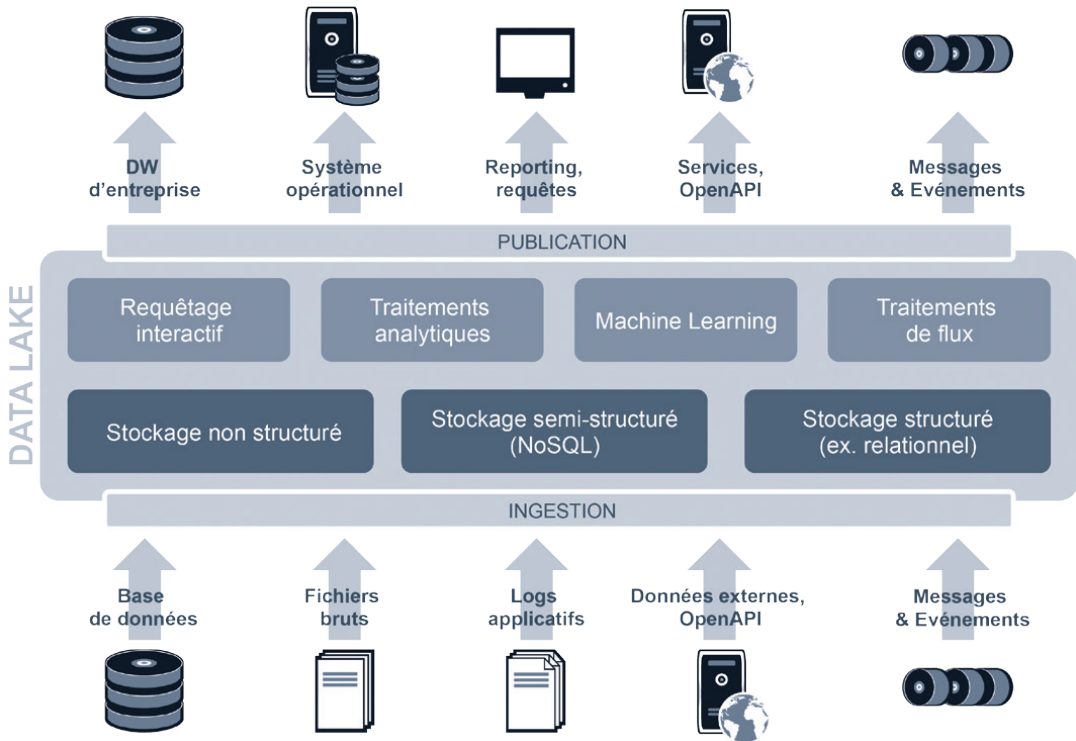 DW
d'entreprise
Système
opérationnel
Reporting,
requêtes
Services,
OpenAPI
Messages
& Evénements
PUBLICATION
DATA LAKE
Requêtage
interactif
Traitements
analytiques
Machine Learning
Traitements
de flux
Stockage non structuré
Stockage semi-structuré
(NoSQL)
Stockage structuré
(ex. relationnel)
INGESTION
Base
de données
Fichiers
bruts
Logs
applicatifs
Données externes,
OpenAPI
Messages
& Evénements